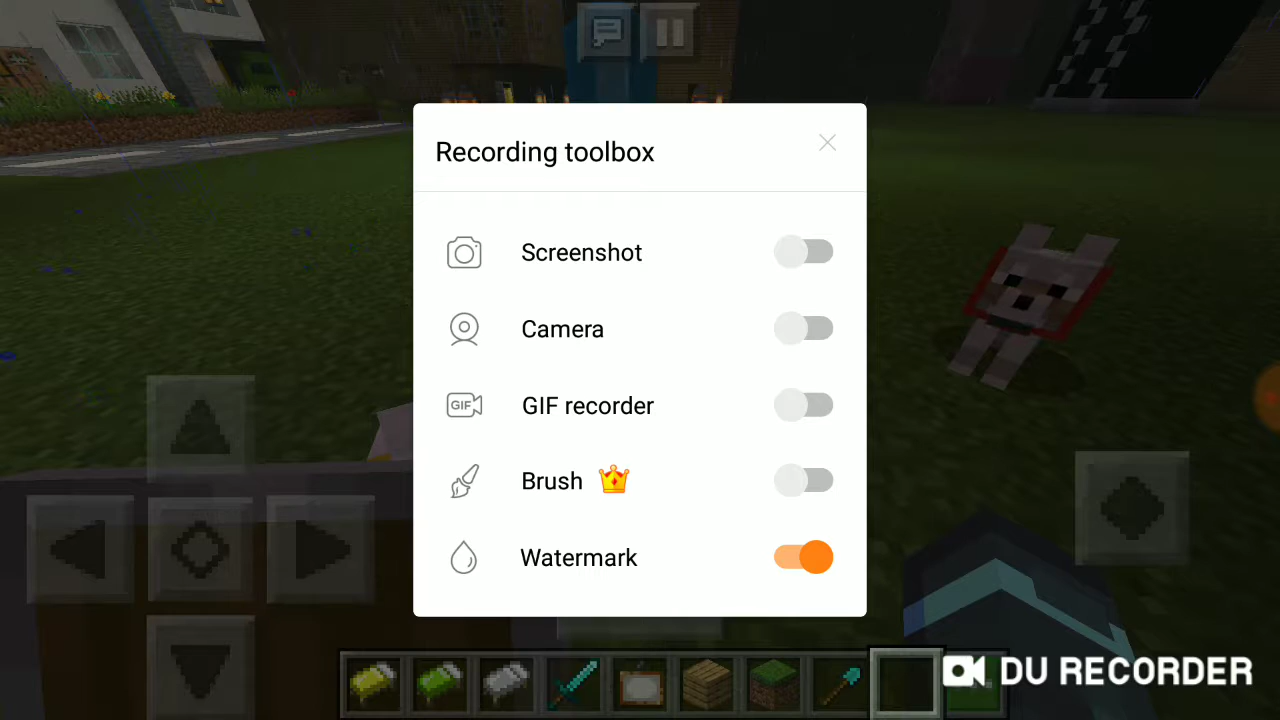 Recording toolbox
Screenshot
Camera
GIF GIF recorder
Brush
Watermark
DU RECORDER